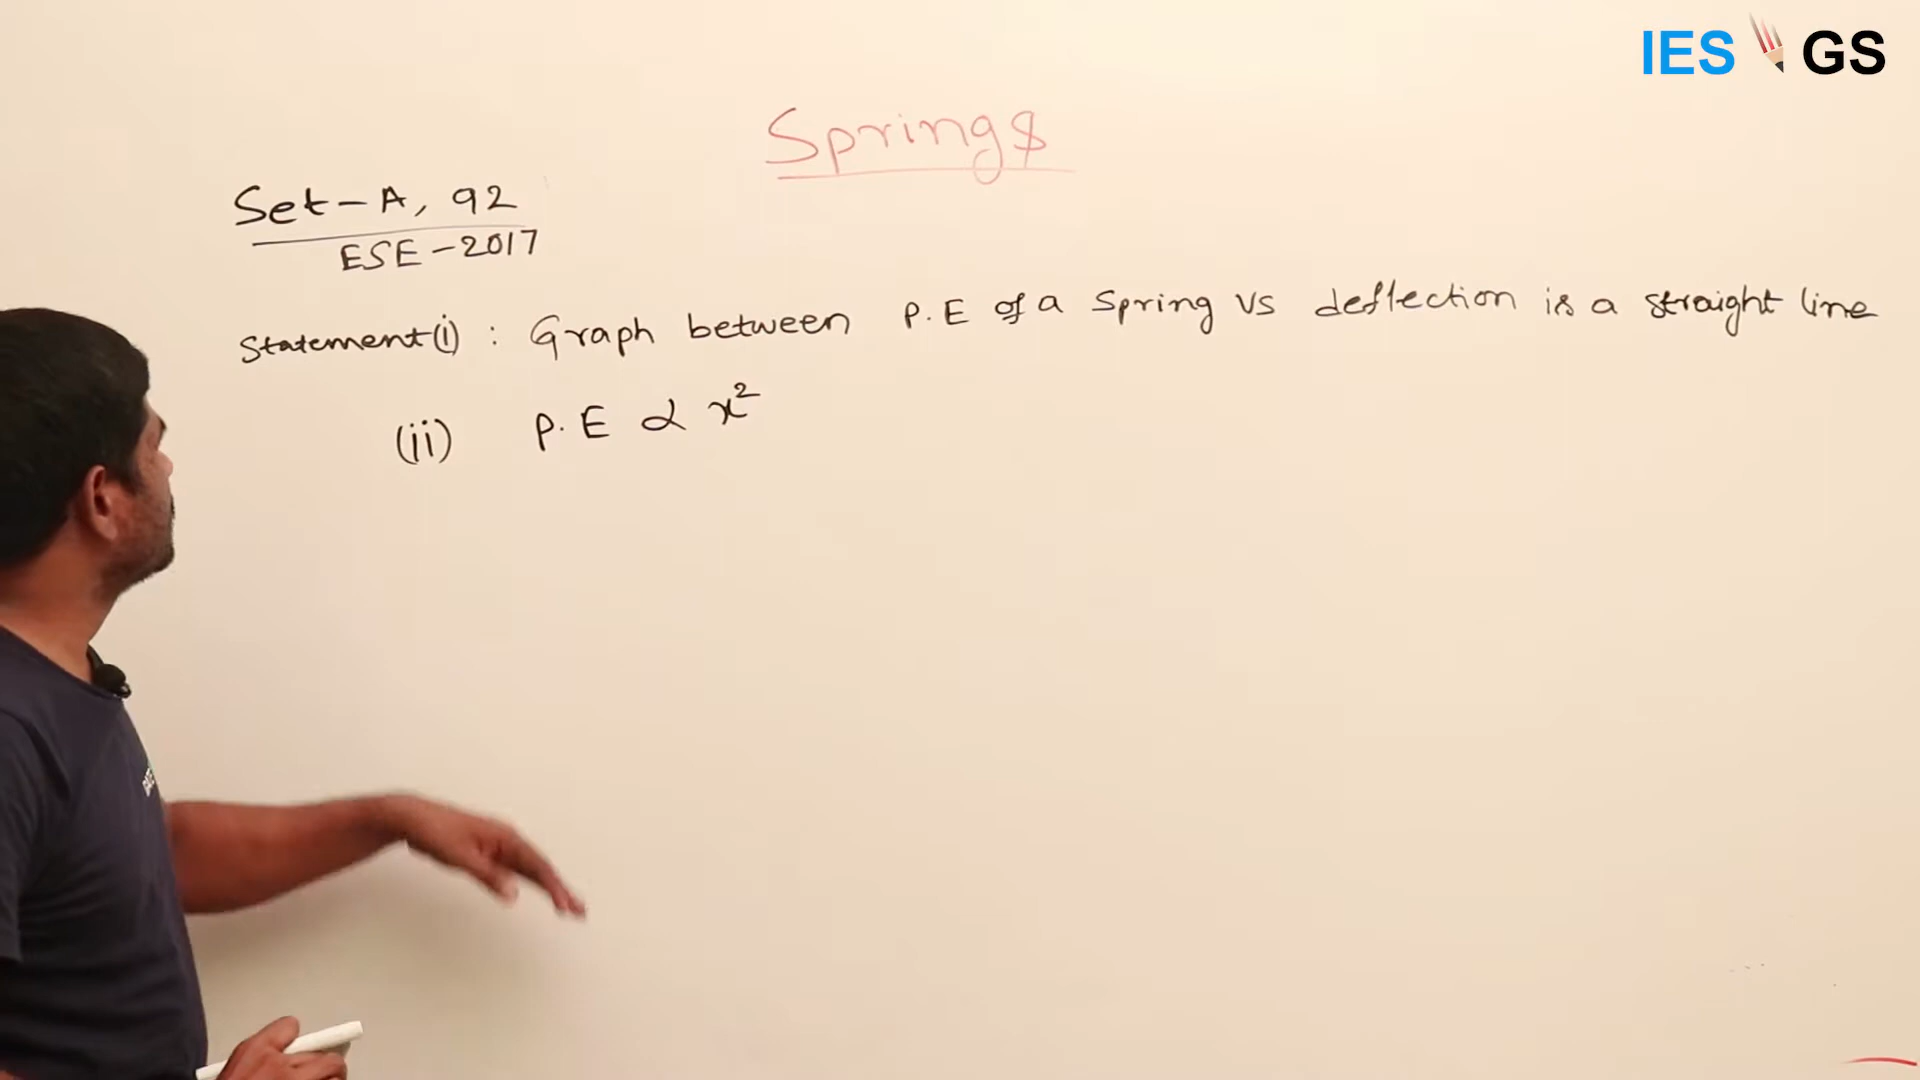 IES GS
Springs
Set-A, 92
ESE-2017
Statement(i) : Graph between P.E of a Spring vs deflection is a straight line
(ii) P.E ∝ x²